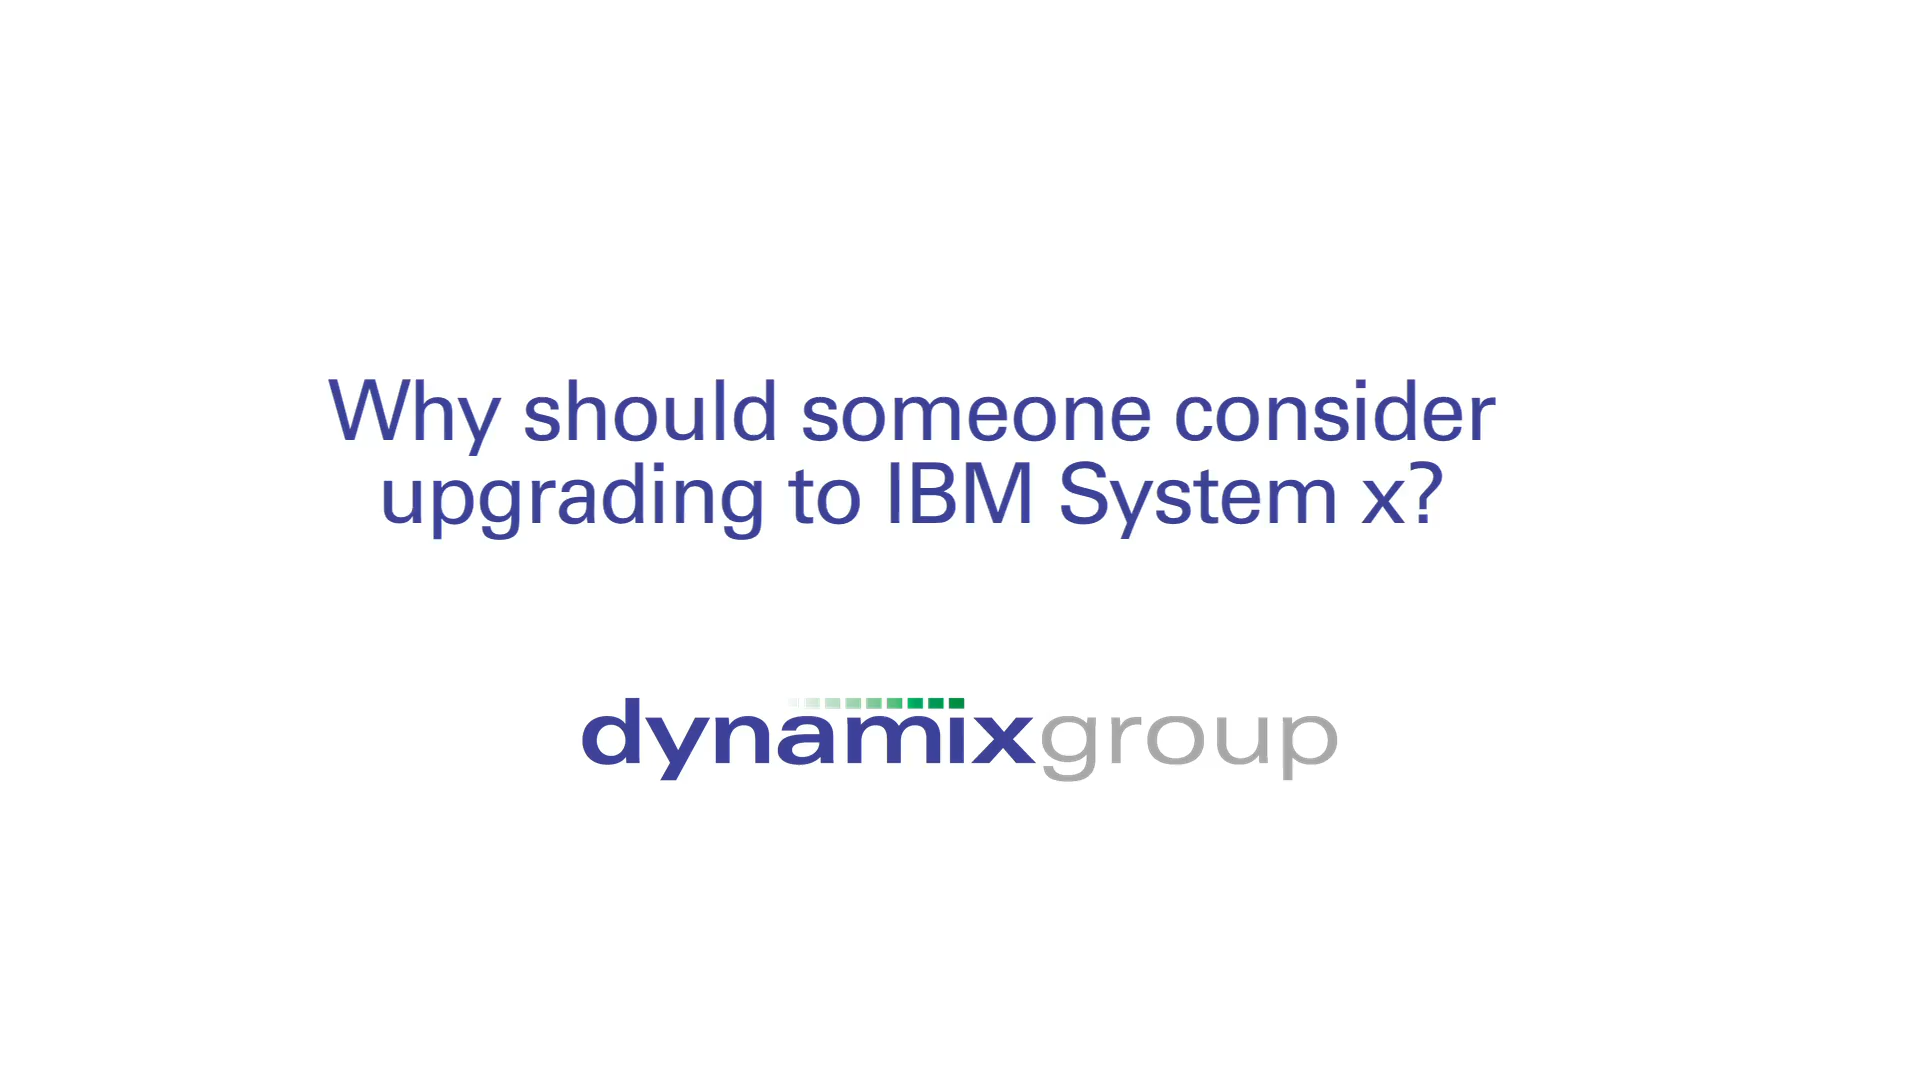 Why should someone consider
upgrading to IBM System x?
dynamixgroup